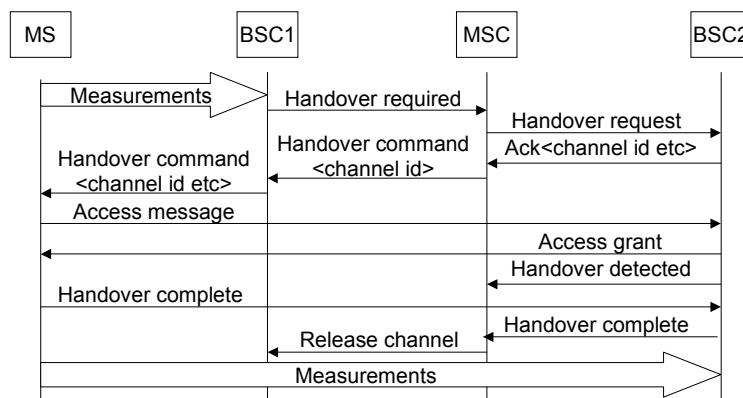 MS
BSC1
MSC
BSC2
Measurements
Handover required
Handover request
Ack<channel id etc>
Handover command
<channel id>
Handover command
<channel id etc>
Access message
Access grant
Handover detected
Handover complete
Handover complete
Release channel
Measurements